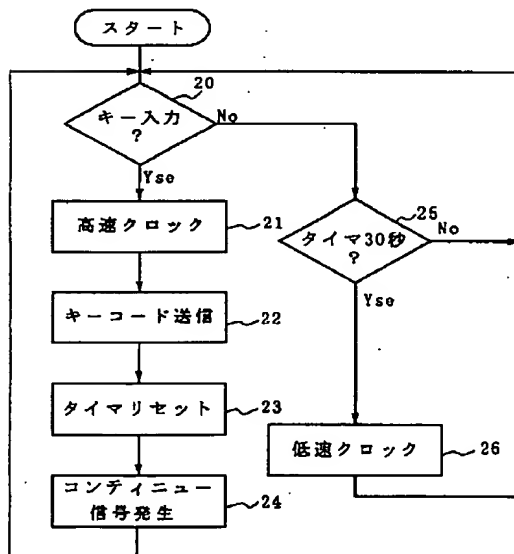 スタート
20
キー入力
?
No
Yse
高速クロック
21
25
タイマ30秒
?
No
Yse
キーコード送信
22
タイマリセット
23
低速クロック
26
コンティニュー
信号発生
24